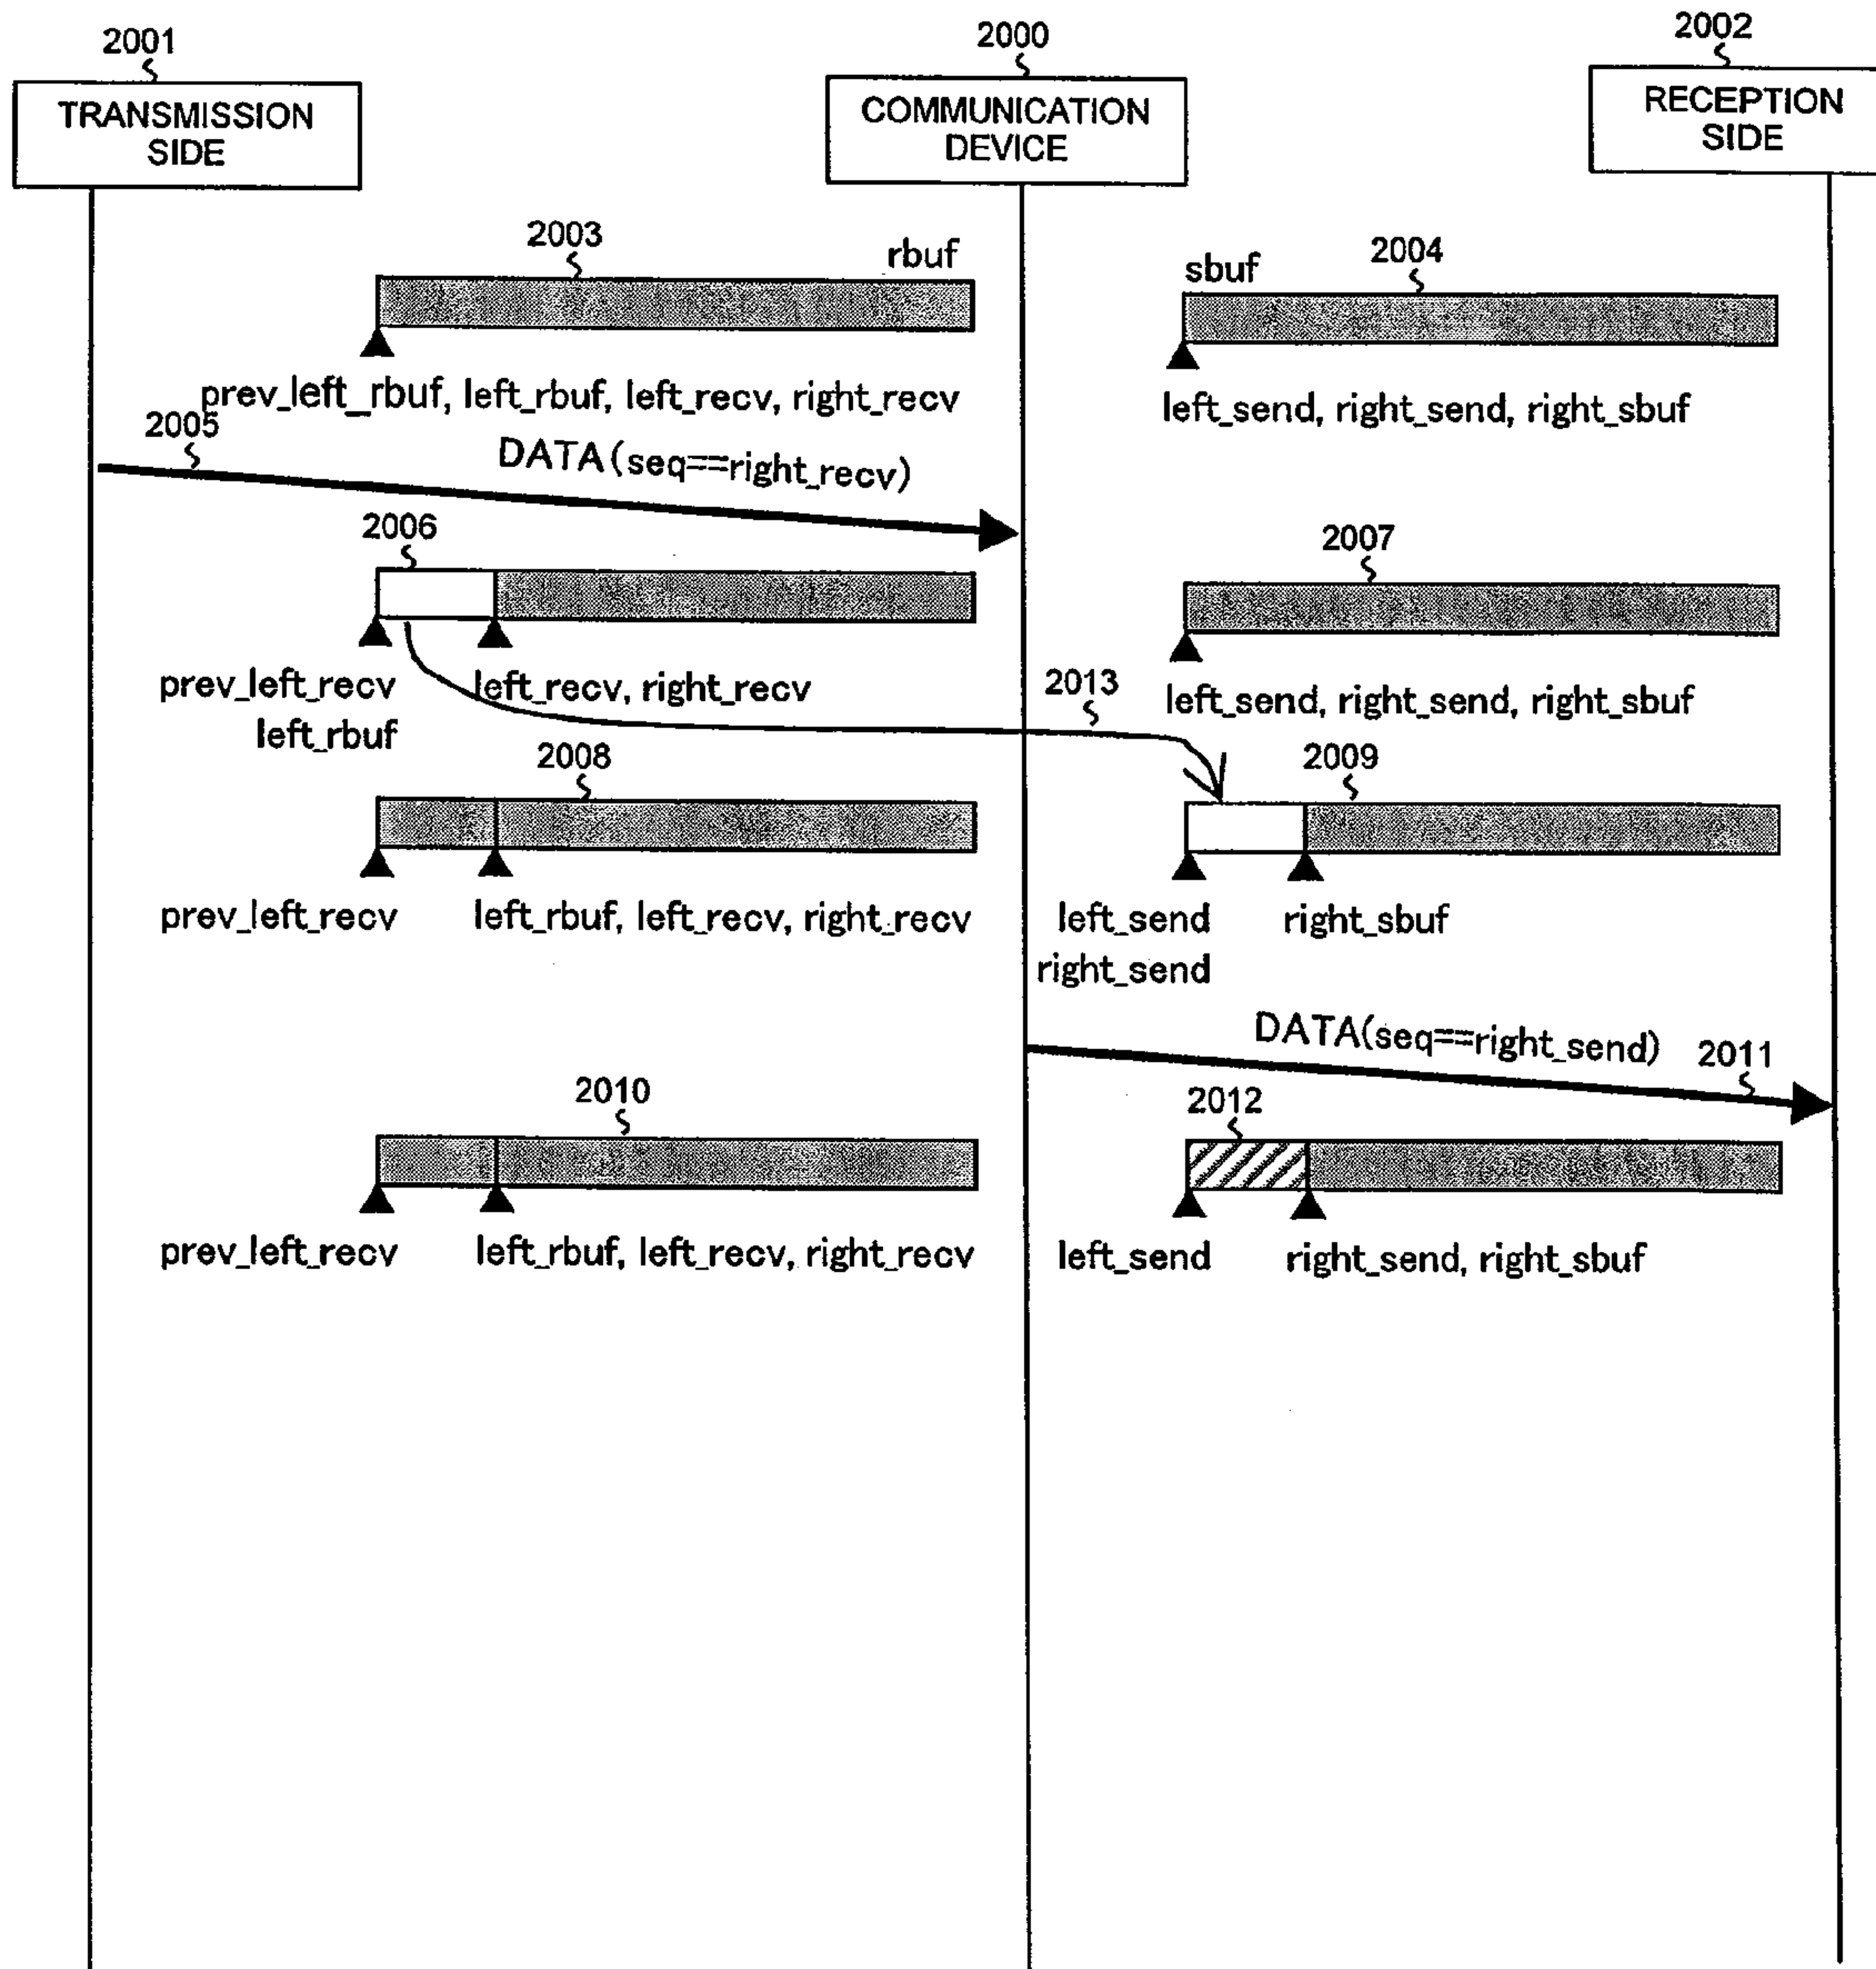 2001
2000
2002
TRANSMISSION
SIDE
COMMUNICATION
DEVICE
RECEPTION
SIDE
2003
rbuf
sbuf
2004
prev_left_rbuf, left_rbuf, left_recv, right_recv
left_send, right_send, right_sbuf
2005
DATA(seq==right_recv)
2006
2007
prev_left_recv
left_rbuf
left_recv, right_recv
2013
left_send, right_send, right_sbuf
2008
2009
prev_left_recv
left_rbuf, left_recv, right_recv
left_send
right_send
right_sbuf
DATA(seq==right_send)
2011
2010
2012
prev_left_recv
left_rbuf, left_recv, right_recv
left_send
right_send, right_sbuf